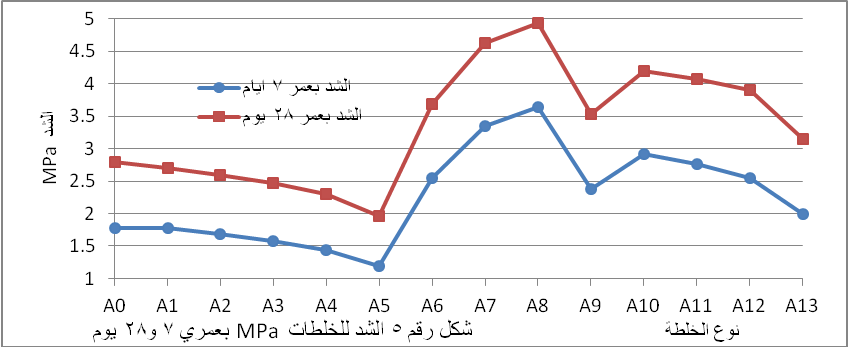 5
4.5
4
3.5
3
2.5
2
1.5
1
الشد MPa
الشد بعمر ٧ ايام
الشد بعمر ٢٨ يوم
A0 A1 A2 A3 A4 A5 A6 A7 A8 A9 A10 A11 A12 A13
نوع الخلطة
شكل رقم ٥ الشد للخلطات MPa بعمري ٧ و٢٨ يوم